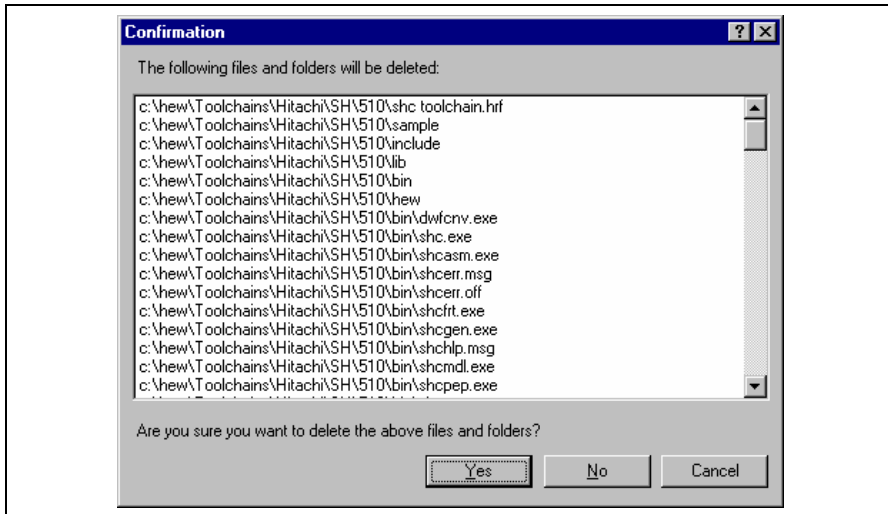 Confirmation
The following files and folders will be deleted:
c:\hew\Toolchains\Hitachi\SH\510\shc toolchain.hrf
c:\hew\Toolchains\Hitachi\SH\510\sample
c:\hew\Toolchains\Hitachi\SH\510\include
c:\hew\Toolchains\Hitachi\SH\510\lib
c:\hew\Toolchains\Hitachi\SH\510\bin
c:\hew\Toolchains\Hitachi\SH\510\hew
c:\hew\Toolchains\Hitachi\SH\510\bin\dwfcnv.exe
c:\hew\Toolchains\Hitachi\SH\510\bin\shc.exe
c:\hew\Toolchains\Hitachi\SH\510\bin\shcasm.exe
c:\hew\Toolchains\Hitachi\SH\510\bin\shcerr.msg
c:\hew\Toolchains\Hitachi\SH\510\bin\shcerr.off
c:\hew\Toolchains\Hitachi\SH\510\bin\shcfrt.exe
c:\hew\Toolchains\Hitachi\SH\510\bin\shcgen.exe
c:\hew\Toolchains\Hitachi\SH\510\bin\shchlp.msg
c:\hew\Toolchains\Hitachi\SH\510\bin\shcmdl.exe
c:\hew\Toolchains\Hitachi\SH\510\bin\shcpep.exe
Are you sure you want to delete the above files and folders?
Yes No Cancel